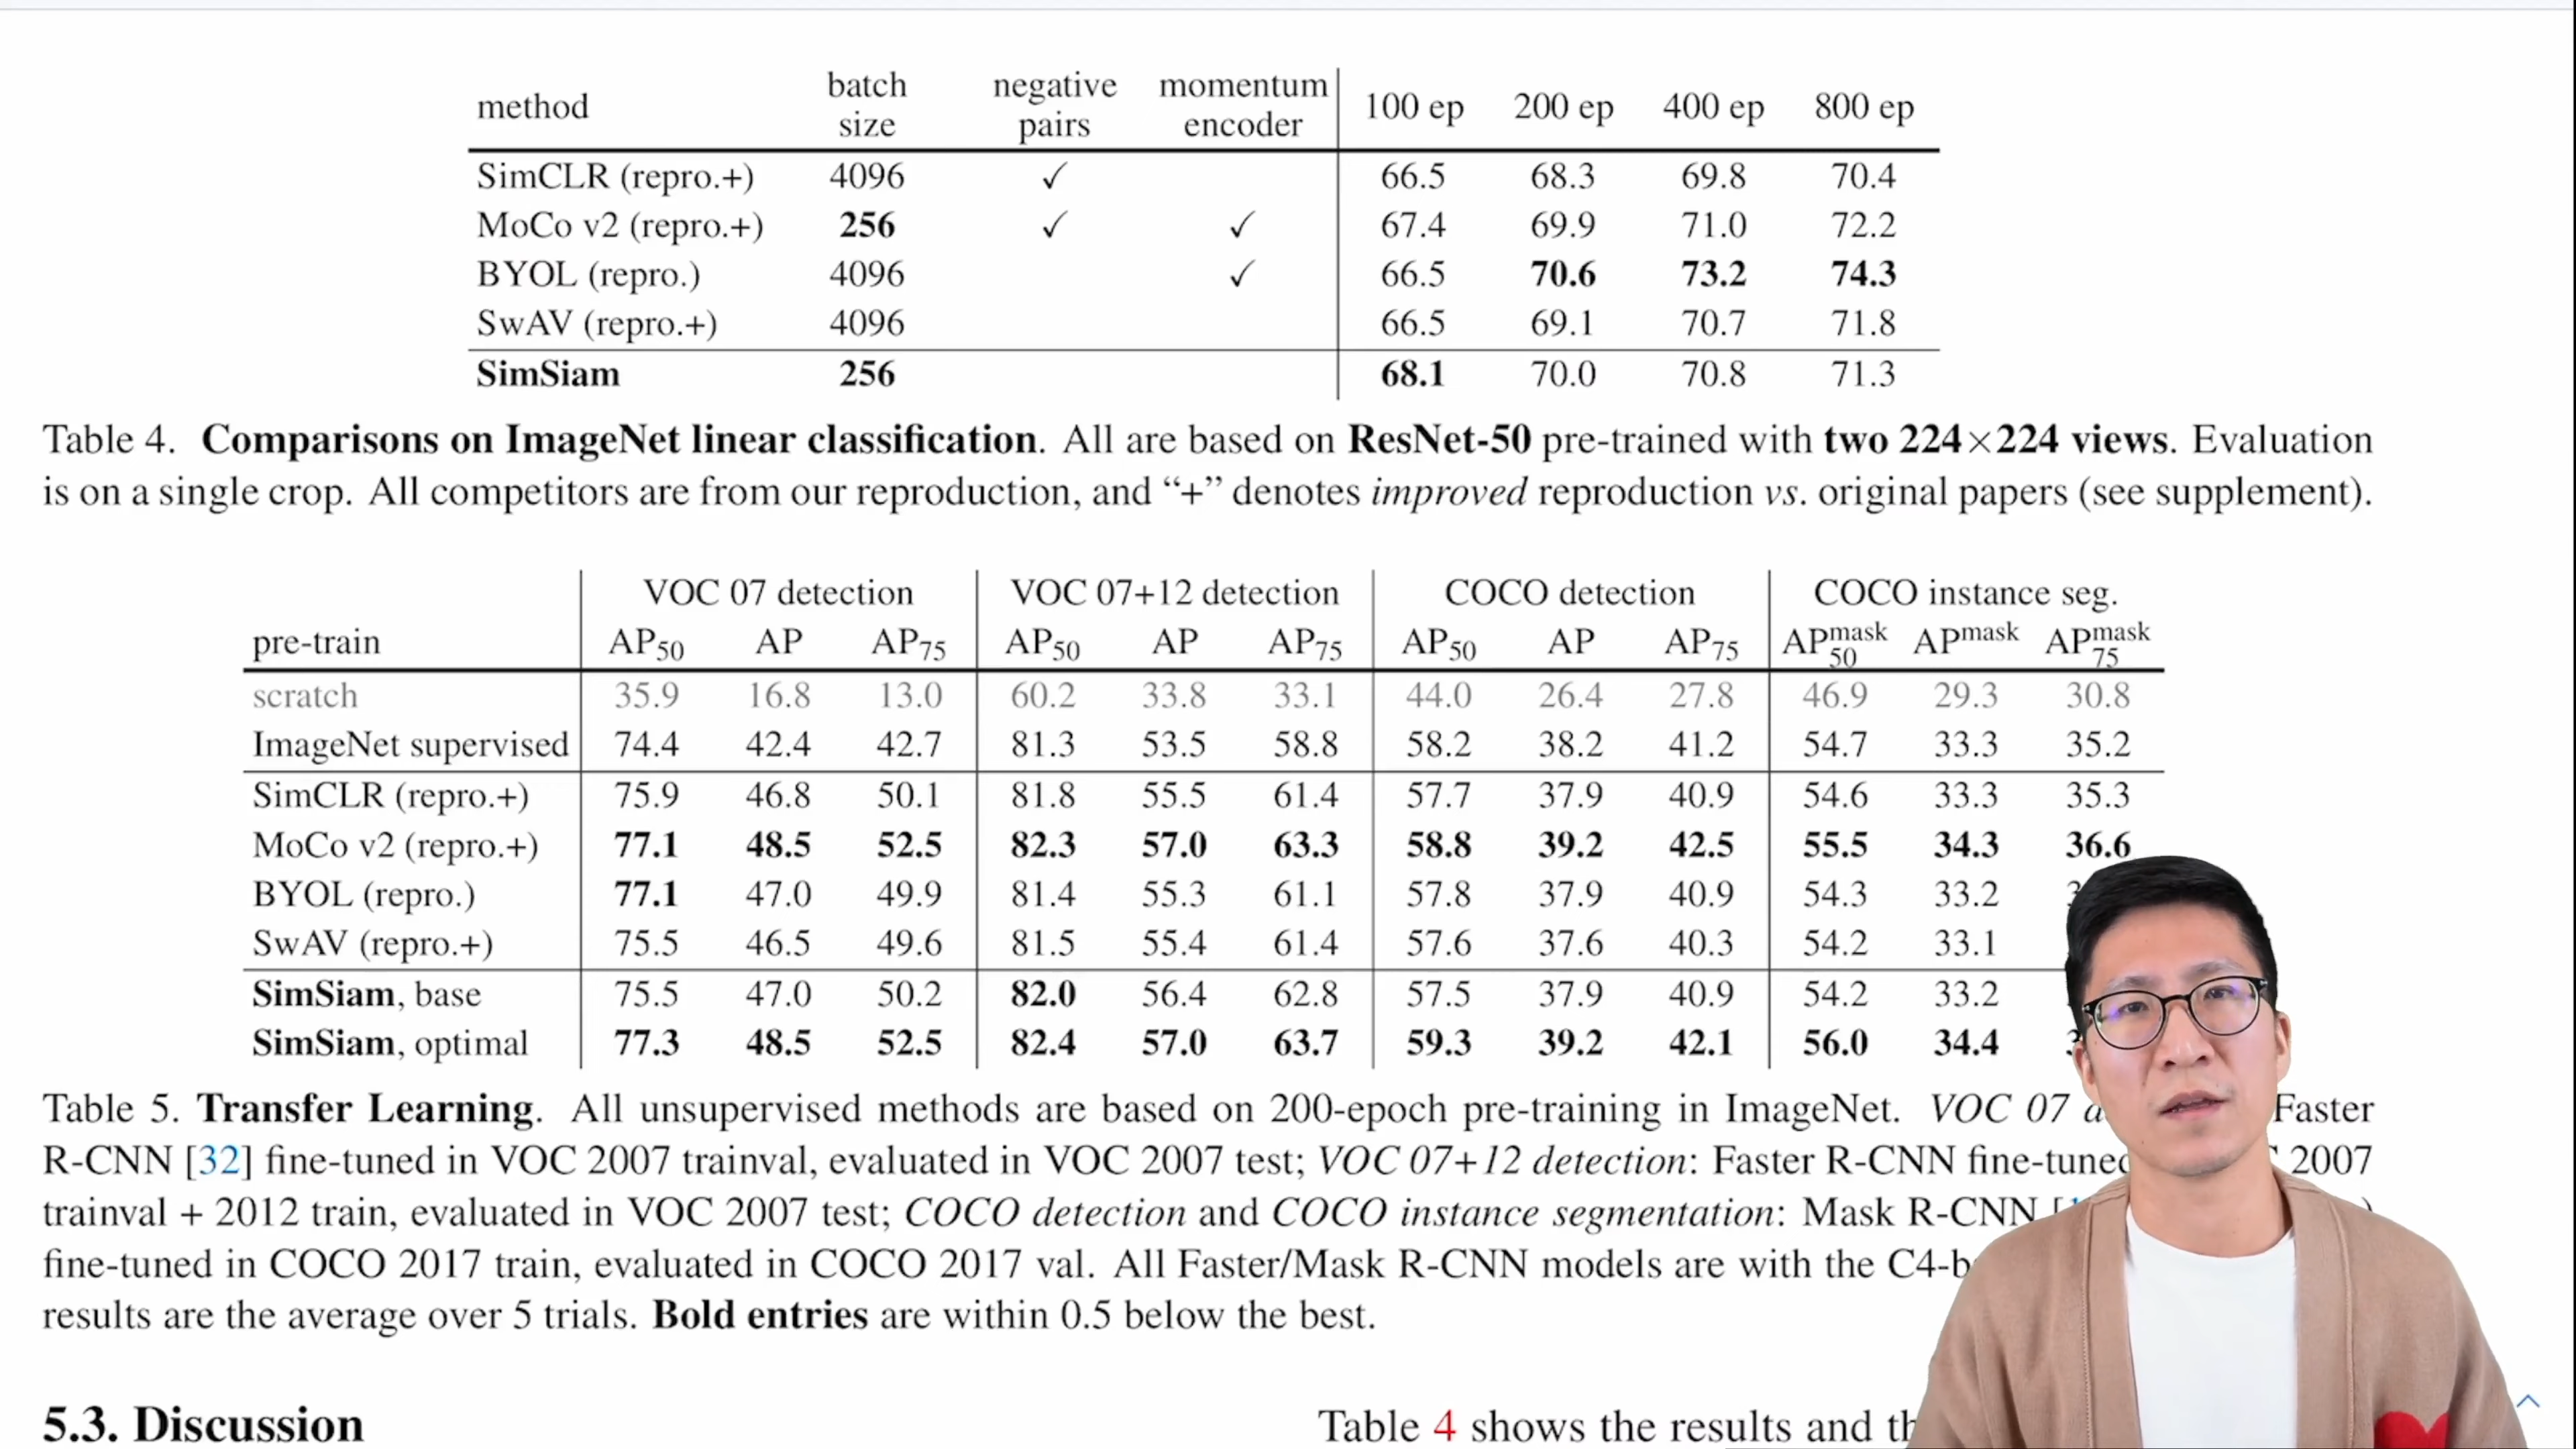 method batch size negative pairs momentum encoder 100 ep 200 ep 400 ep 800 ep
SimCLR (repro.+) 4096 ✓ 66.5 68.3 69.8 70.4
MoCo v2 (repro.+) 256 ✓ ✓ 67.4 69.9 71.0 72.2
BYOL (repro.) 4096 ✓ 66.5 70.6 73.2 74.3
SwAV (repro.+) 4096 66.5 69.1 70.7 71.8
SimSiam 256 68.1 70.0 70.8 71.3
Table 4. Comparisons on ImageNet linear classification. All are based on ResNet-50 pre-trained with two 224×224 views. Evaluation
is on a single crop. All competitors are from our reproduction, and “+” denotes improved reproduction vs. original papers (see supplement).
VOC 07 detection VOC 07+12 detection COCO detection COCO instance seg.
pre-train AP50 AP AP75 AP50 AP AP75 AP50 AP AP75 APmask50 APmask APmask75
scratch 35.9 16.8 13.0 60.2 33.8 33.1 44.0 26.4 27.8 46.9 29.3 30.8
ImageNet supervised 74.4 42.4 42.7 81.3 53.5 58.8 58.2 38.2 41.2 54.7 33.3 35.2
SimCLR (repro.+) 75.9 46.8 50.1 81.8 55.5 61.4 57.7 37.9 40.9 54.6 33.3 35.3
MoCo v2 (repro.+) 77.1 48.5 52.5 82.3 57.0 63.3 58.8 39.2 42.5 55.5 34.3 36.6
BYOL (repro.) 77.1 47.0 49.9 81.4 55.3 61.1 57.8 37.9 40.9 54.3 33.2
SwAV (repro.+) 75.5 46.5 49.6 81.5 55.4 61.4 57.6 37.6 40.3 54.2 33.1
SimSiam, base 75.5 47.0 50.2 82.0 56.4 62.8 57.5 37.9 40.9 54.2 33.2
SimSiam, optimal 77.3 48.5 52.5 82.4 57.0 63.7 59.3 39.2 42.1 56.0 34.4
Table 5. Transfer Learning. All unsupervised methods are based on 200-epoch pre-training in ImageNet. VOC 07 Faster
R-CNN [32] fine-tuned in VOC 2007 trainval, evaluated in VOC 2007 test; VOC 07+12 detection: Faster R-CNN fine-tuned 2007
trainval + 2012 train, evaluated in VOC 2007 test; COCO detection and COCO instance segmentation: Mask R-CNN
fine-tuned in COCO 2017 train, evaluated in COCO 2017 val. All Faster/Mask R-CNN models are with the
results are the average over 5 trials. Bold entries are within 0.5 below the best.
5.3. Discussion
Table 4 shows the results and